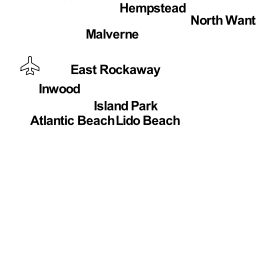 Hempstead
North Want
Malverne
East Rockaway
Inwood
Island Park
Atlantic Beach
Lido Beach